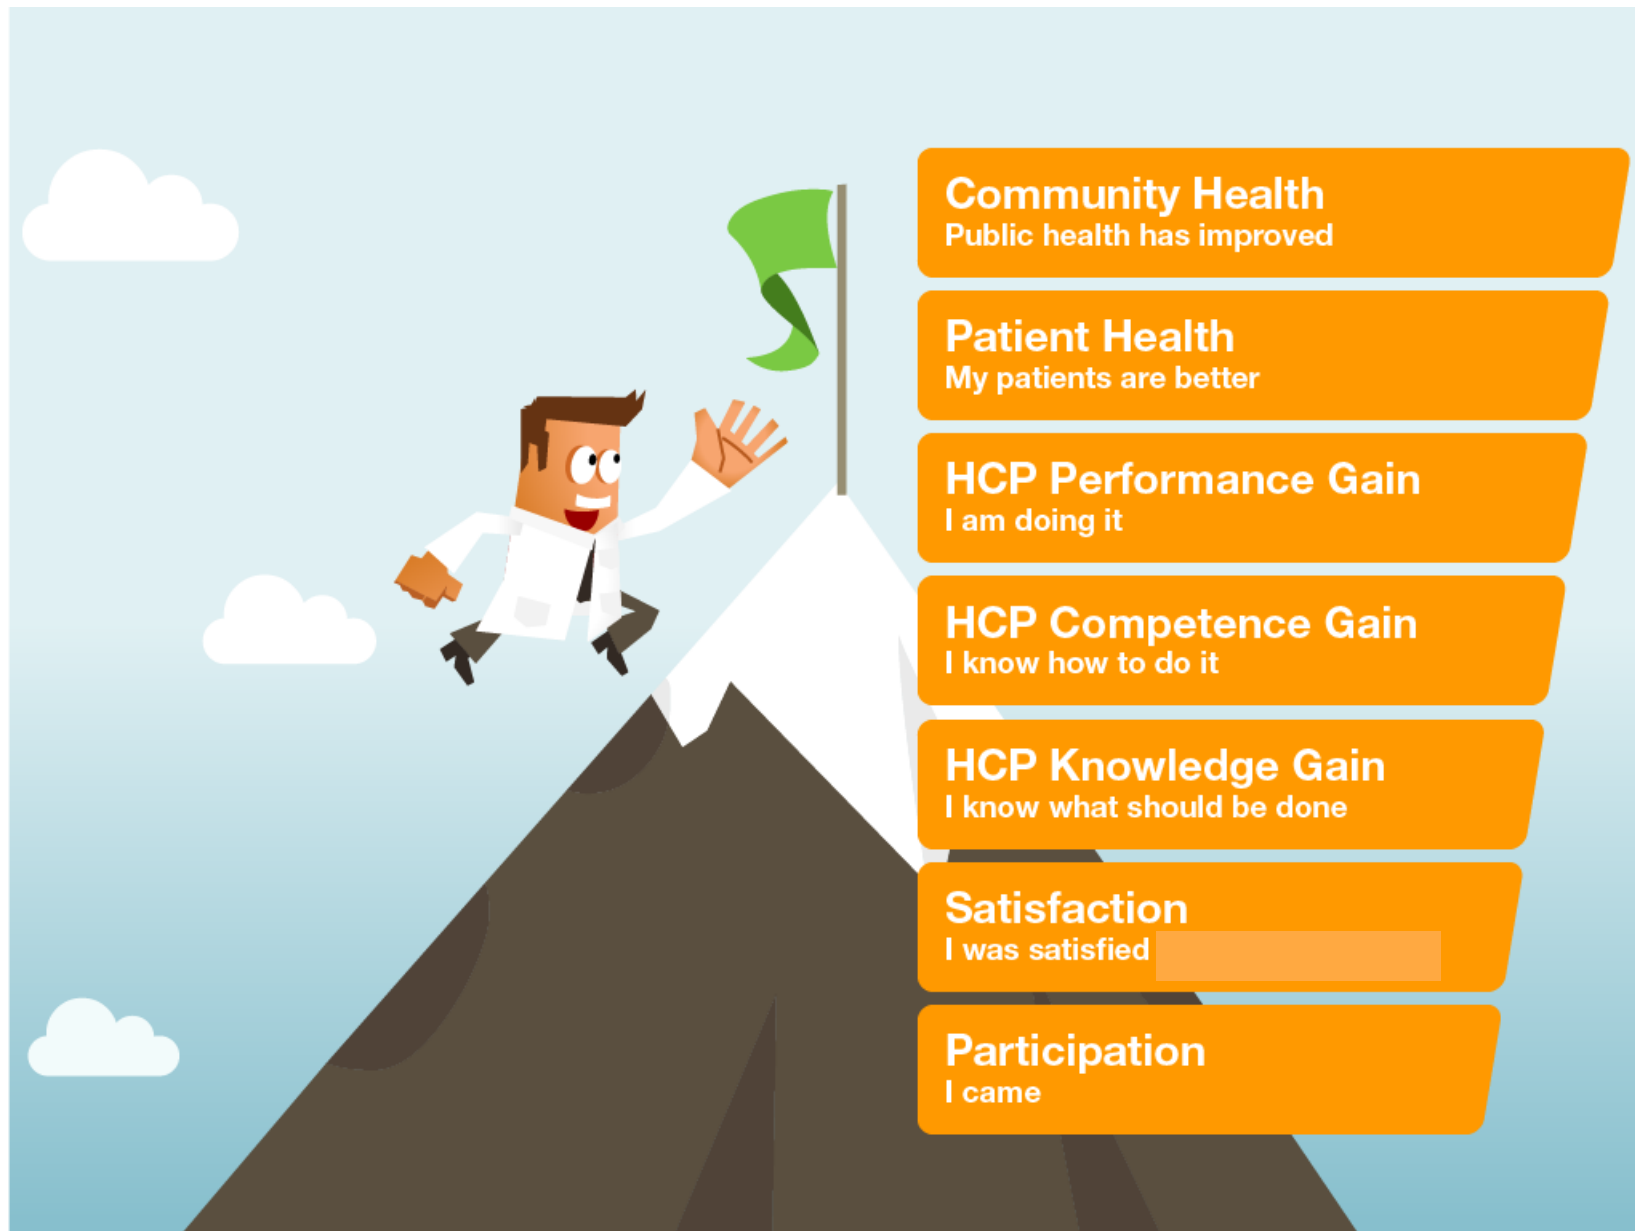 Community Health
Public health has improved
Patient Health
My patients are better
HCP Performance Gain
I am doing it
HCP Competence Gain
I know how to do it
HCP Knowledge Gain
I know what should be done
Satisfaction
I was satisfied
Participation
I came